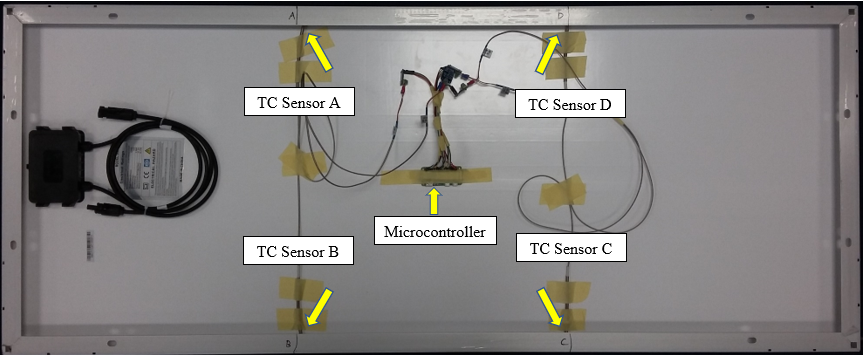 A
D
TC Sensor A
TC Sensor D
Microcontroller
TC Sensor B
TC Sensor C
C